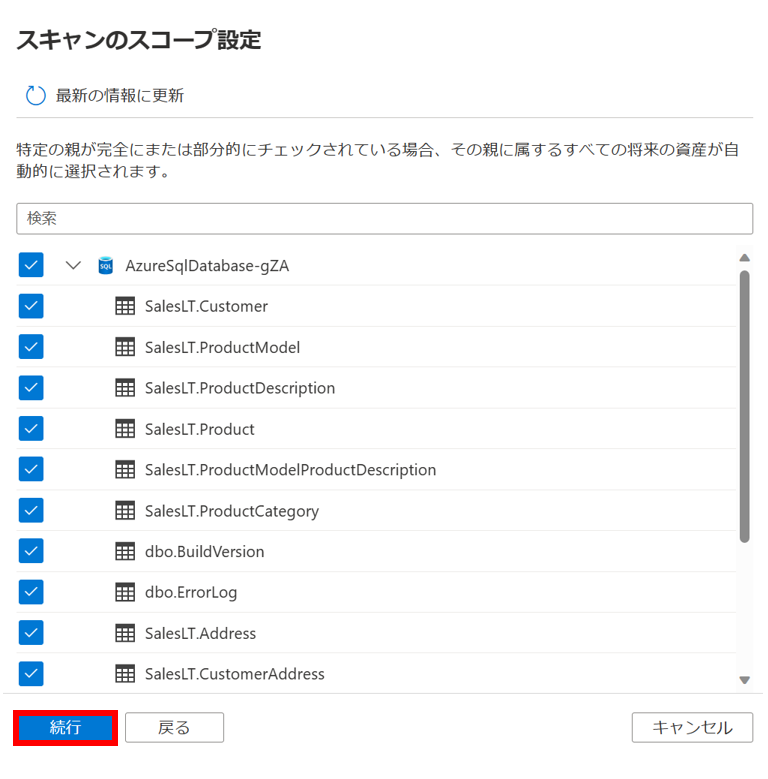 スキャンのスコープ設定
最新の情報に更新
特定の親が完全にまたは部分的にチェックされている場合、その親に属するすべての将来の資産が自
動的に選択されます。
検索
SQL AzureSqlDatabase-gZA
SalesLT.Customer
SalesLT.ProductModel
SalesLT.ProductDescription
SalesLT.Product
SalesLT.ProductModelProductDescription
SalesLT.ProductCategory
dbo.BuildVersion
dbo.ErrorLog
SalesLT.Address
SalesLT.CustomerAddress
続行 戻る キャンセル